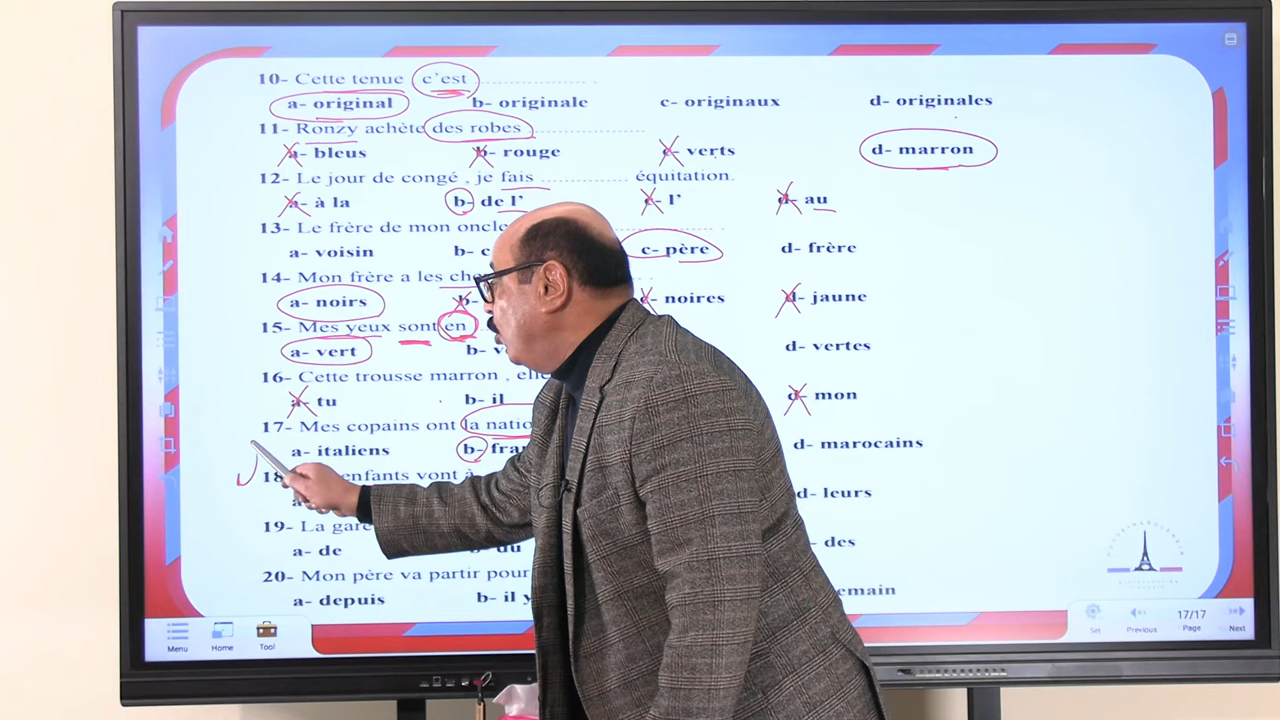 10- Cette tenue c'est ....................
a- original b- originale c- originaux d- originales
11- Ronzy achète des robes ....................
a- bleus b- rouge c- verts d- marron
12- Le jour de congé , je fais .................... équitation.
a- à la b- de l' c- l' d- au
13- Le frère de mon oncle
a- voisin b- c- père d- frère
14- Mon frère a les
a- noirs b- c- noires d- jaune
15- Mes yeux sont en
a- vert b- d- vertes
16- Cette trousse marron , elle
a- tu b- il d- mon
17- Mes copains ont la
a- italiens b- d- marocains
18- enfants vont à
d- leurs
19- La gare
a- de b- du des
20- Mon père va partir pour
a- depuis b- il y
Menu Home Tool Set Previous 17/17 Page Next